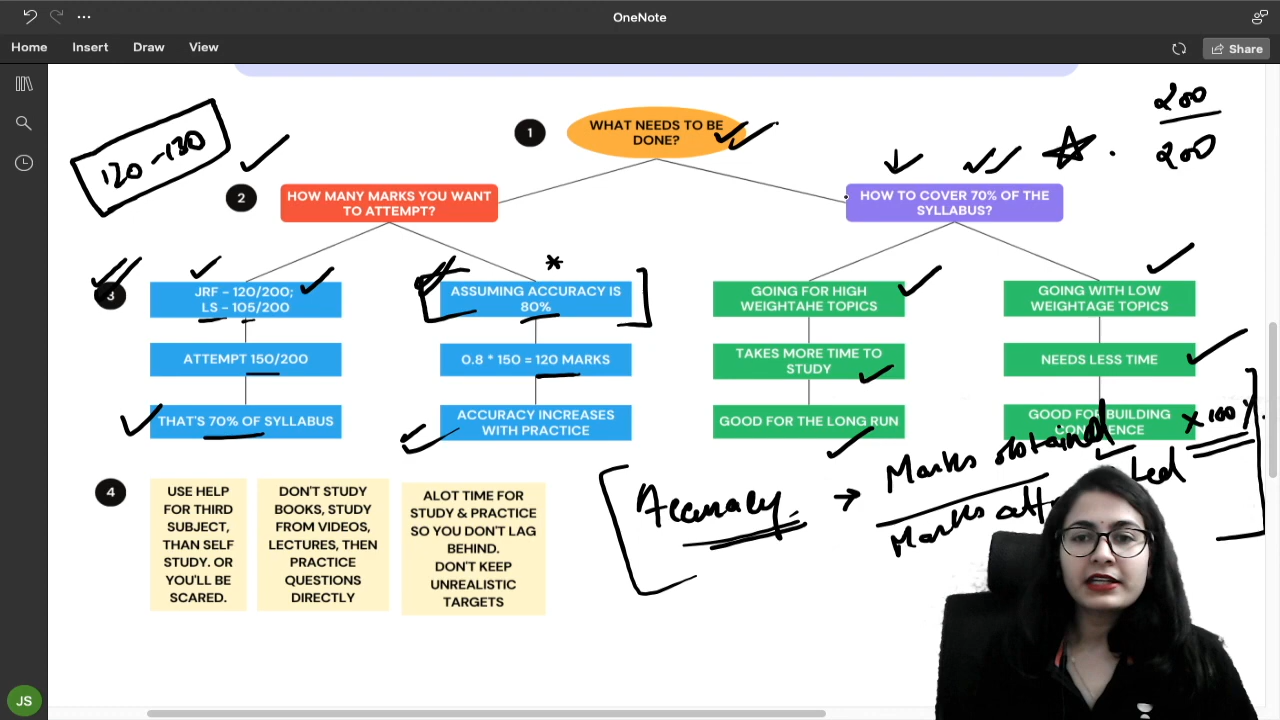 OneNote
Home
Insert
Draw
View
Share
200
200
120 - 130
1
WHAT NEEDS TO BE
DONE?
2
HOW MANY MARKS YOU WANT
TO ATTEMPT?
HOW TO COVER 70% OF THE
SYLLABUS?
3
JRF - 120/200;
LS - 105/200
ASSUMING ACCURACY IS
80%
GOING FOR HIGH
WEIGHTAHE TOPICS
GOING WITH LOW
WEIGHTAGE TOPICS
ATTEMPT 150/200
0.8 * 150 = 120 MARKS
TAKES MORE TIME TO
STUDY
NEEDS LESS TIME
THAT'S 70% OF SYLLABUS
ACCURACY INCREASES
WITH PRACTICE
GOOD FOR THE LONG RUN
GOOD FOR BUILDING
Accuracy → Marks obtained
Marks
x 100 %
4
USE HELP
FOR THIRD
SUBJECT,
THAN SELF
STUDY. OR
YOU'LL BE
SCARED.
DON'T STUDY
BOOKS, STUDY
FROM VIDEOS,
LECTURES, THEN
PRACTICE
QUESTIONS
DIRECTLY
ALOT TIME FOR
STUDY & PRACTICE
SO YOU DON'T LAG
BEHIND.
DON'T KEEP
UNREALISTIC
TARGETS
JS